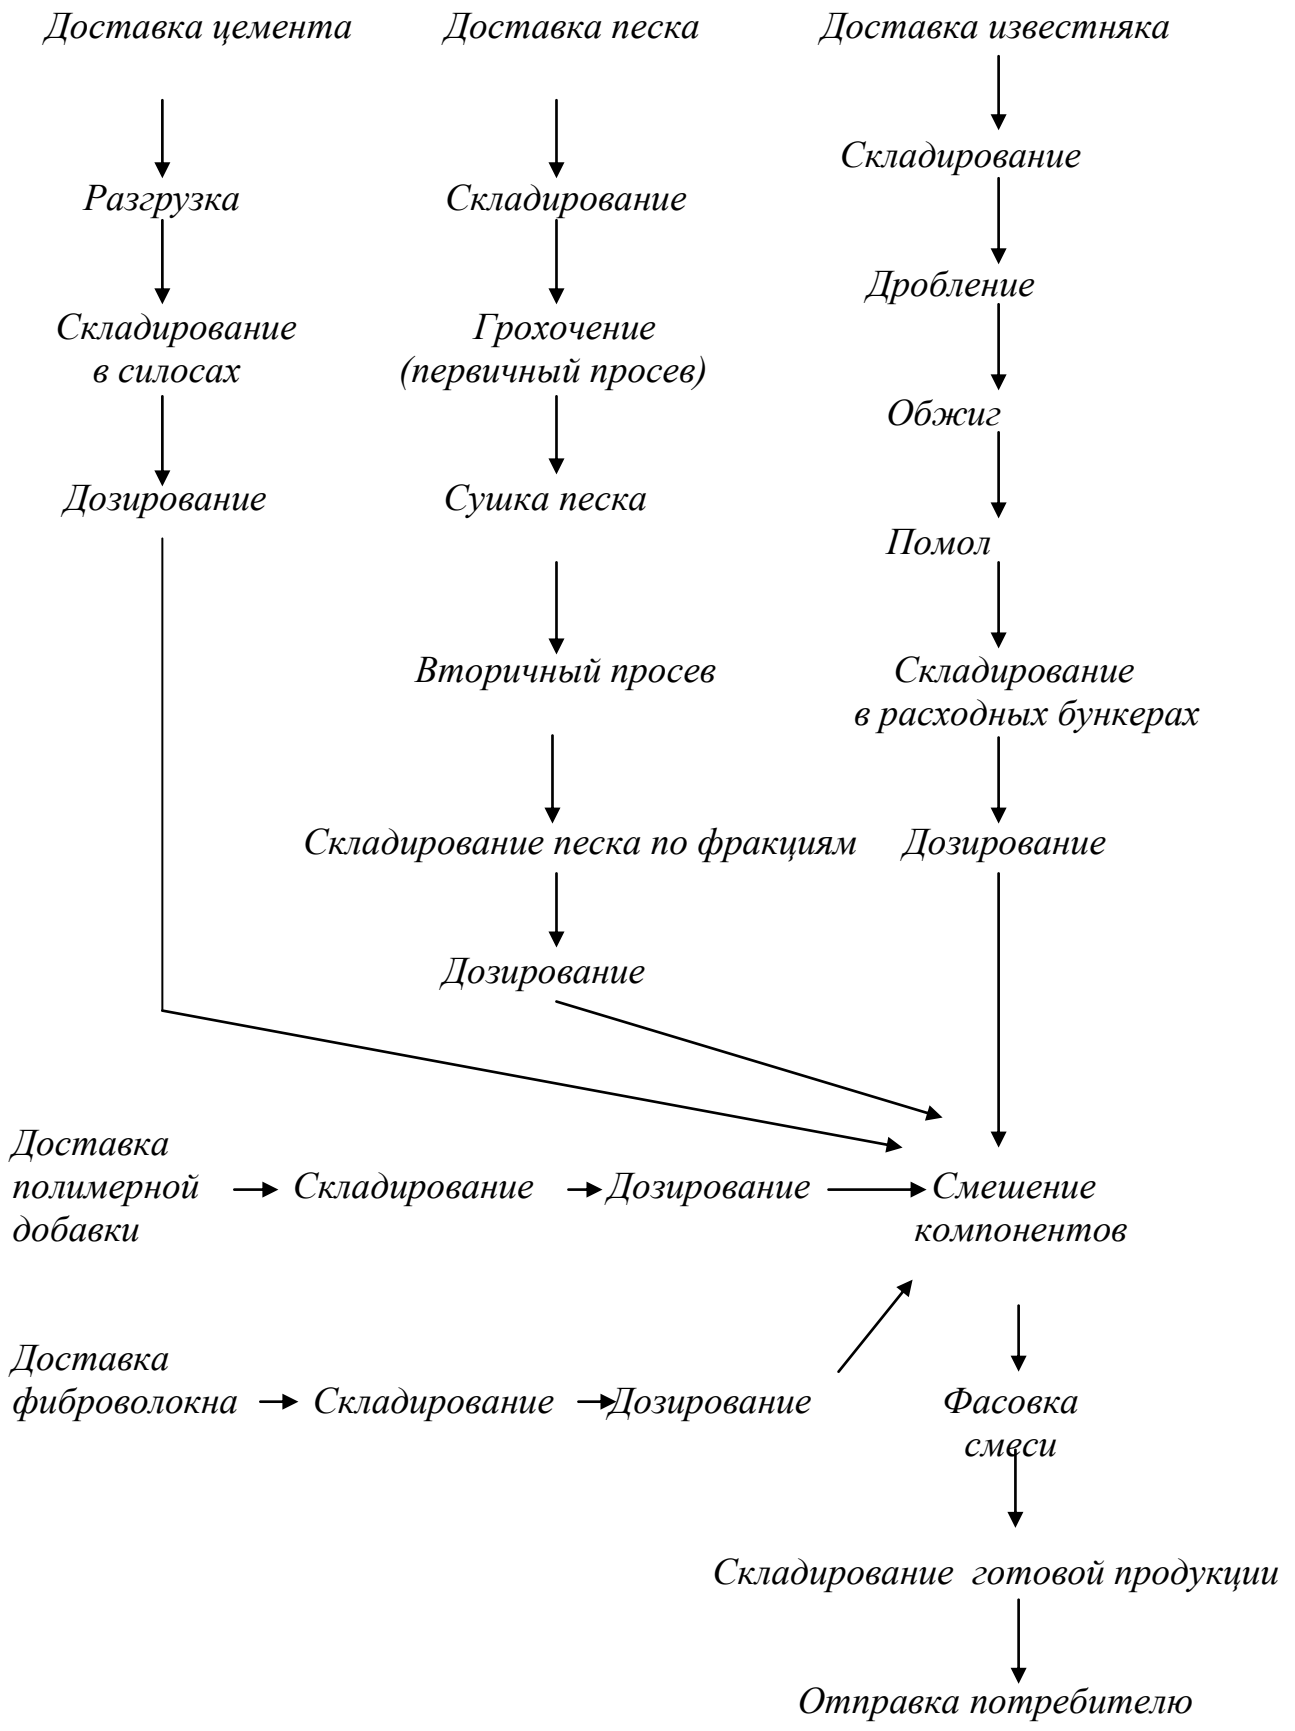 Доставка цемента
Доставка песка
Доставка известняка
Складирование
Разгрузка
Складирование
Дробление
Складирование
в силосах
Грохочение
(первичный просев)
Обжиг
Дозирование
Сушка песка
Помол
Вторичный просев
Складирование
в расходных бункерах
Складирование песка по фракциям
Дозирование
Дозирование
Доставка
полимерной
добавки
Складирование
Дозирование
Смешение
компонентов
Доставка
фиброволокна
Складирование
Дозирование
Фасовка
смеси
Складирование готовой продукции
Отправка потребителю